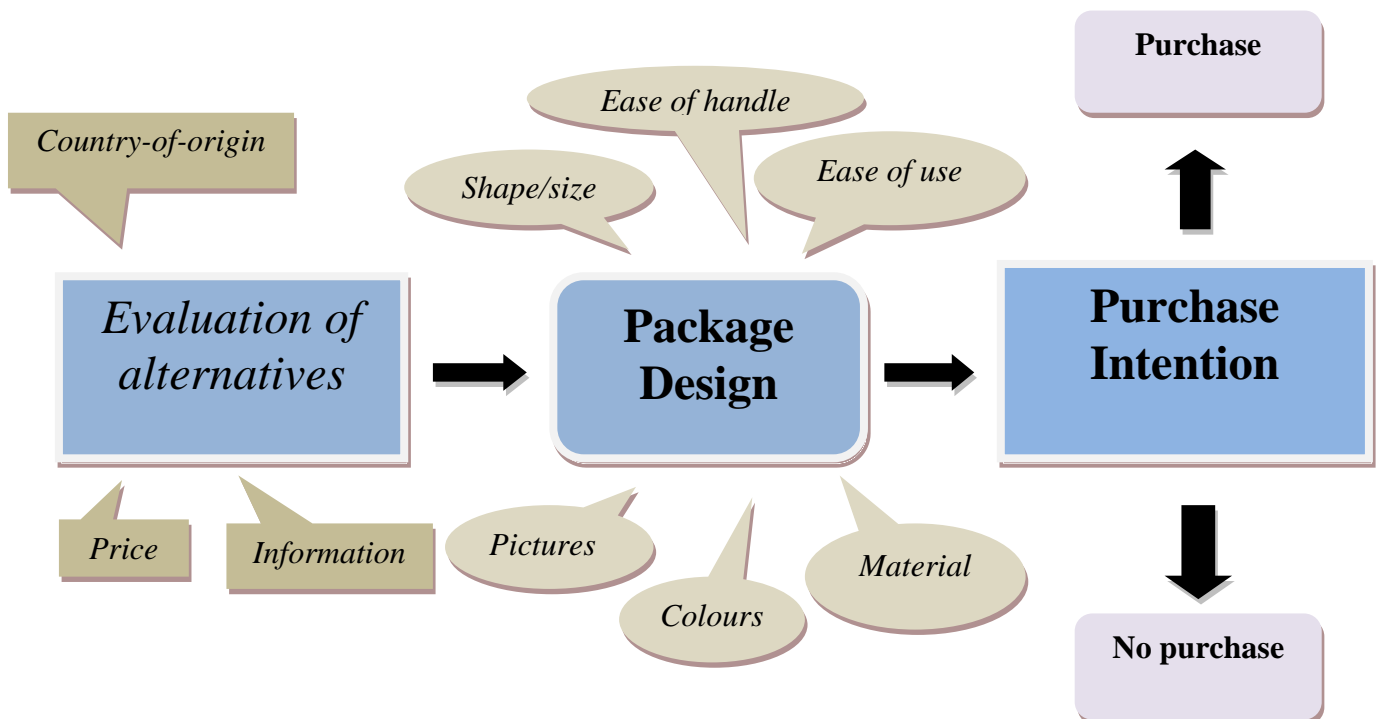 Purchase
Ease of handle
Country-of-origin
Ease of use
Shape/size
Evaluation of
alternatives
Package
Design
Purchase
Intention
Price
Information
Pictures
Material
Colours
No purchase